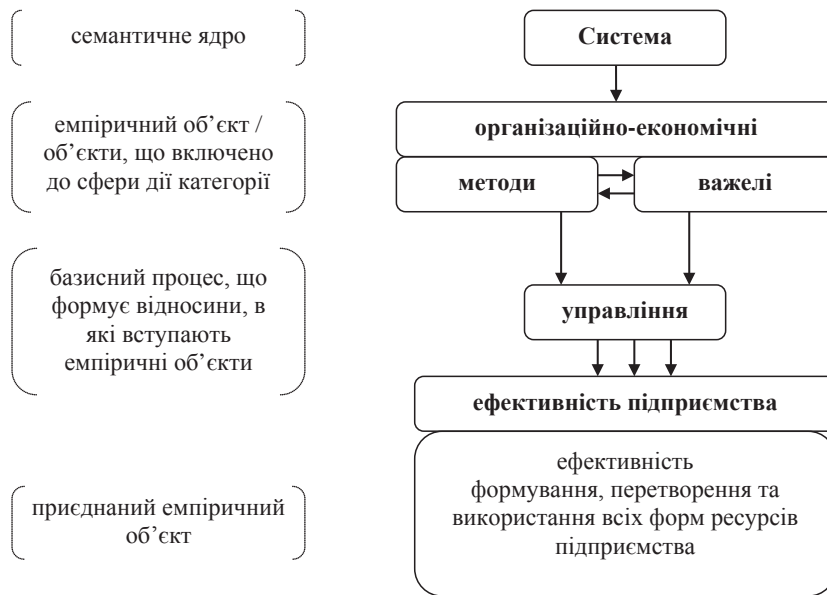 семантичне ядро
Система
емпіричний об’єкт /
об’єкти, що включено
до сфери дії категорії
організаційно-економічні
методи
важелі
базисний процес, що
формує відносини, в
які вступають
емпіричні об’єкти
управління
ефективність підприємства
приєднаний емпіричний
об’єкт
ефективність
формування, перетворення та
використання всіх форм ресурсів
підприємства